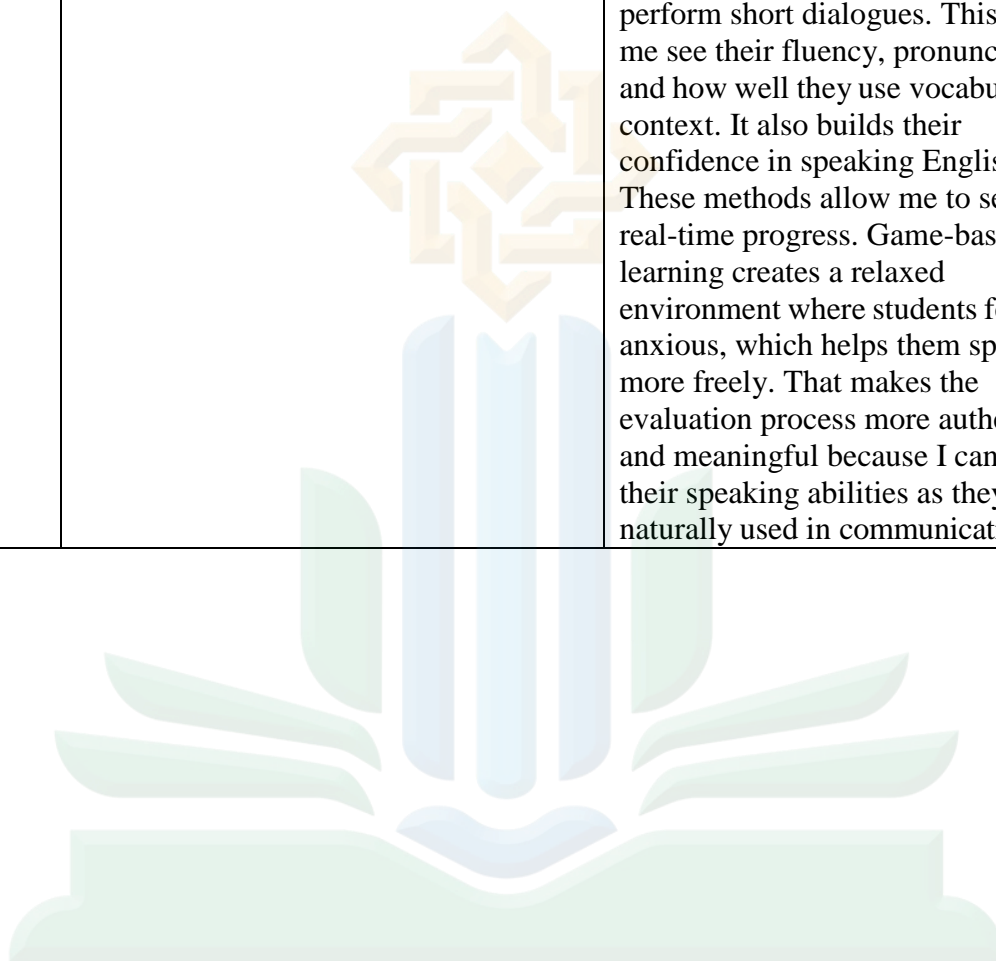 perform short dialogues. This
me see their fluency, pronunc
and how well they use vocabu
context. It also builds their
confidence in speaking Englis
These methods allow me to se
real-time progress. Game-bas
learning creates a relaxed
environment where students f
anxious, which helps them sp
more freely. That makes the
evaluation process more auth
and meaningful because I can
their speaking abilities as they
naturally used in communicat